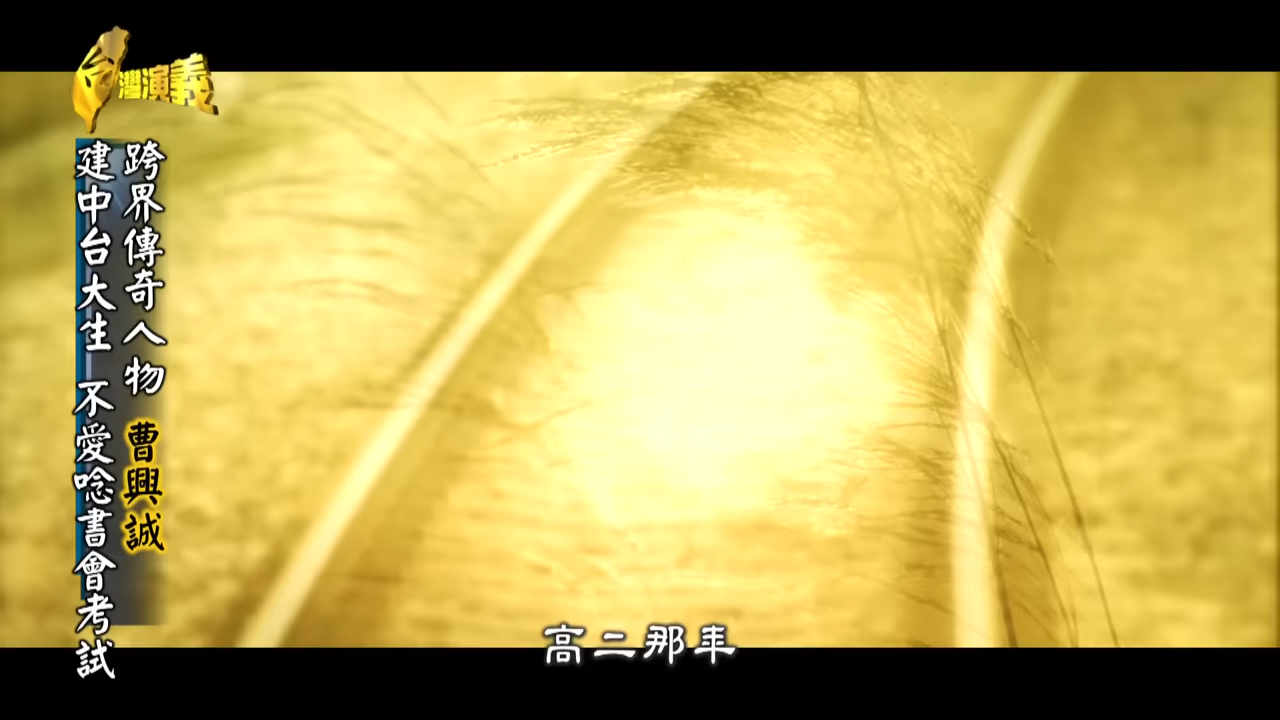 台灣演義
跨界傳奇人物 曹興誠
建中台大生 不愛唸書會考試
高二那年